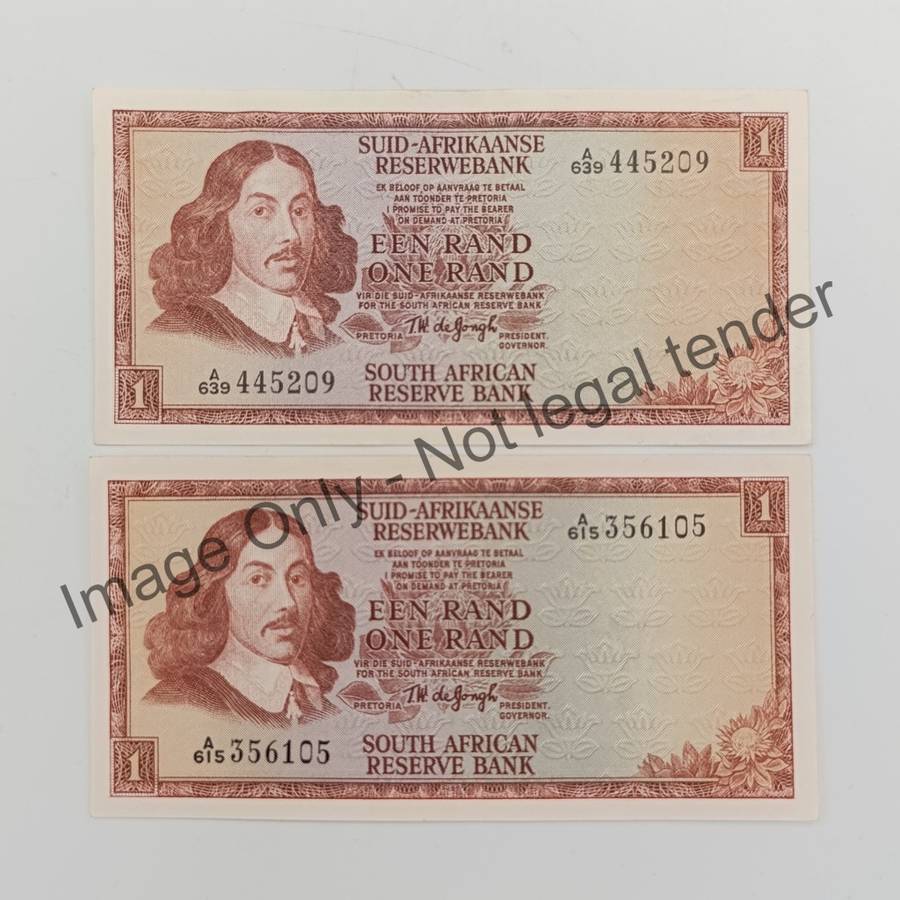 1
SUID-AFRIKAANSE
RESERWEBANK
A/639 445209
EK BELOOF OP AANVRAAG TE BETAAL
AAN TOONDER TE PRETORIA
I PROMISE TO PAY THE BEARER
ON DEMAND AT PRETORIA
EEN RAND
ONE RAND
VIR DIE SUID-AFRIKAANSE RESERWEBANK
FOR THE SOUTH AFRICAN RESERVE BANK
T.W. de Jongh
PRETORIA PRESIDENT.
GOVERNOR.
A/639 445209
SOUTH AFRICAN
RESERVE BANK
1
Image Only - Not legal tender
1
SUID-AFRIKAANSE
RESERWEBANK
A/615 356105
EK BELOOF OP AANVRAAG TE BETAAL
AAN TOONDER TE PRETORIA
I PROMISE TO PAY THE BEARER
ON DEMAND AT PRETORIA
EEN RAND
ONE RAND
VIR DIE SUID-AFRIKAANSE RESERWEBANK
FOR THE SOUTH AFRICAN RESERVE BANK
T.W. de Jongh
PRETORIA PRESIDENT.
GOVERNOR.
A/615 356105
SOUTH AFRICAN
RESERVE BANK
1